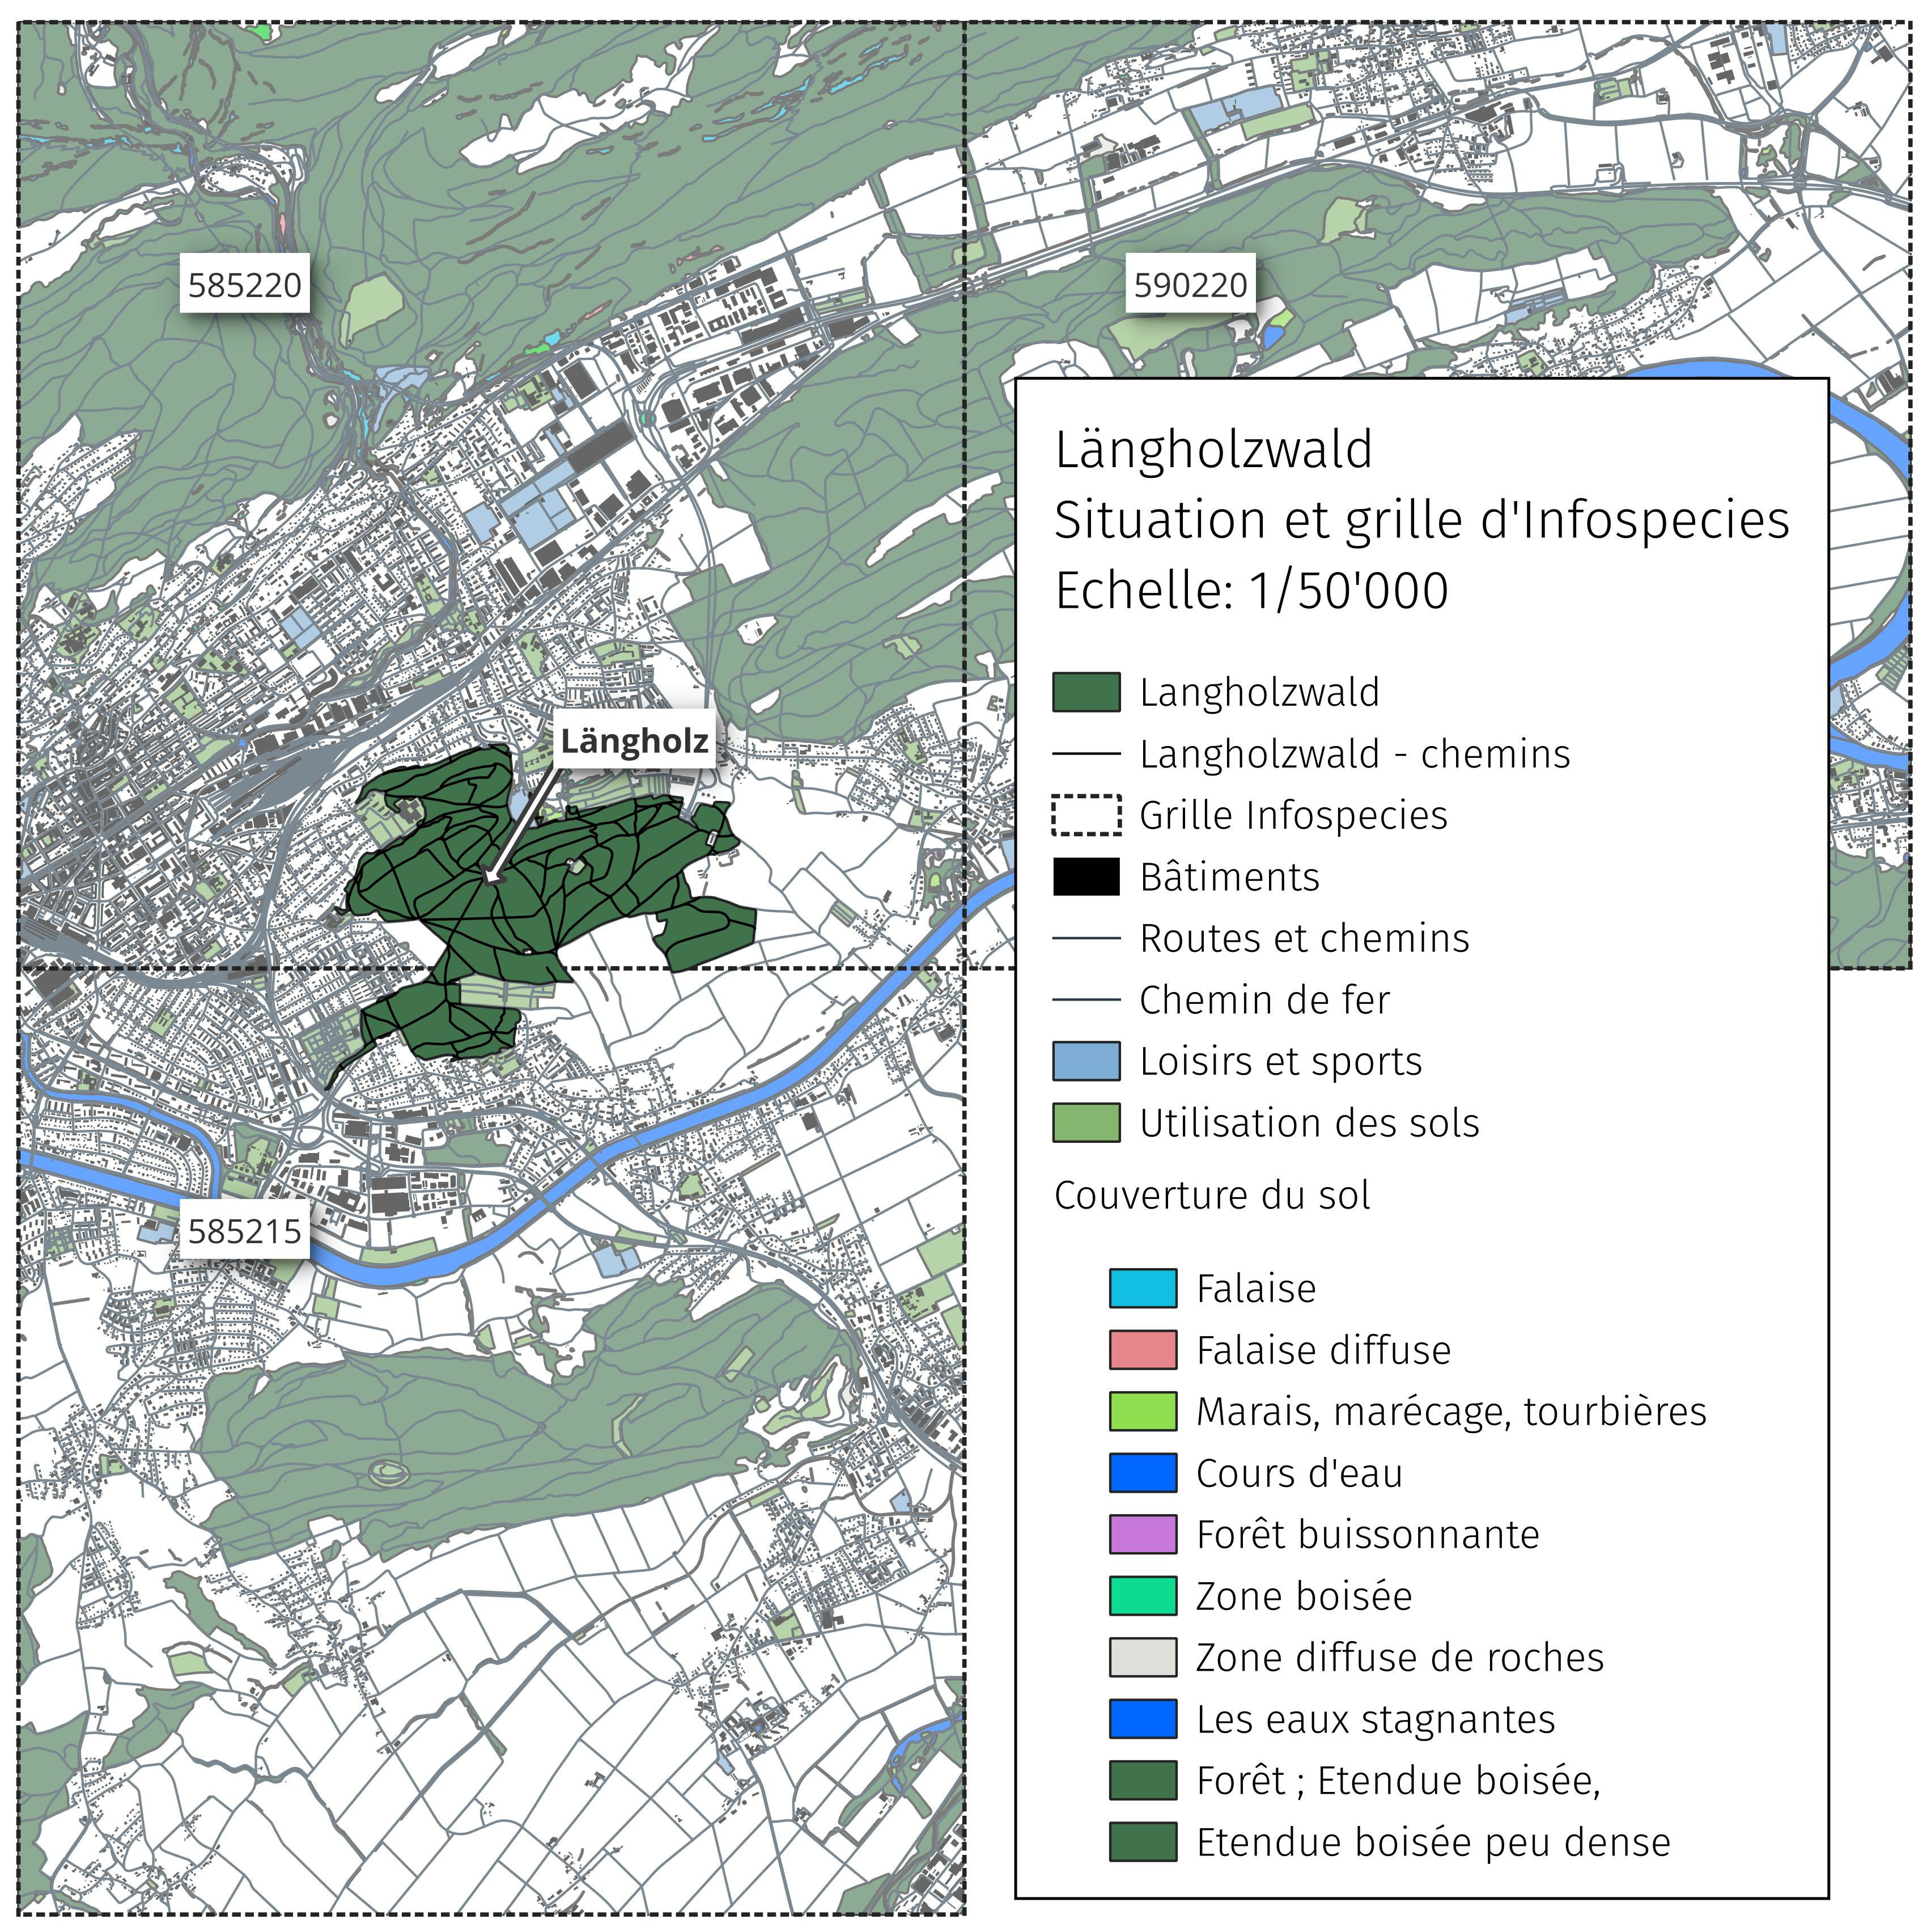 585220
590220
Längholz
585215
Längholzwald
Situation et grille d'Infospecies
Echelle: 1/50'000
Langholzwald
Langholzwald - chemins
Grille Infospecies
Bâtiments
Routes et chemins
Chemin de fer
Loisirs et sports
Utilisation des sols
Couverture du sol
Falaise
Falaise diffuse
Marais, marécage, tourbières
Cours d'eau
Forêt buissonnante
Zone boisée
Zone diffuse de roches
Les eaux stagnantes
Forêt ; Etendue boisée,
Etendue boisée peu dense